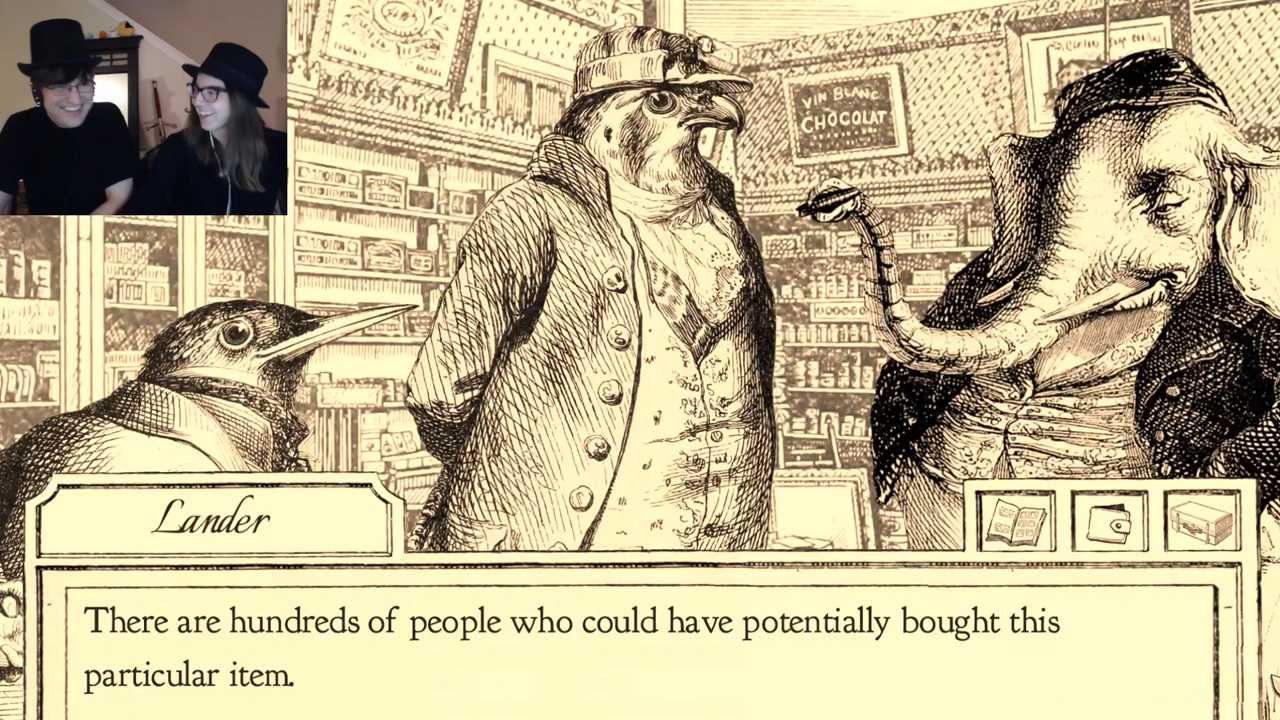 VIN BLANC
CHOCOLAT
Lander
There are hundreds of people who could have potentially bought this
particular item.